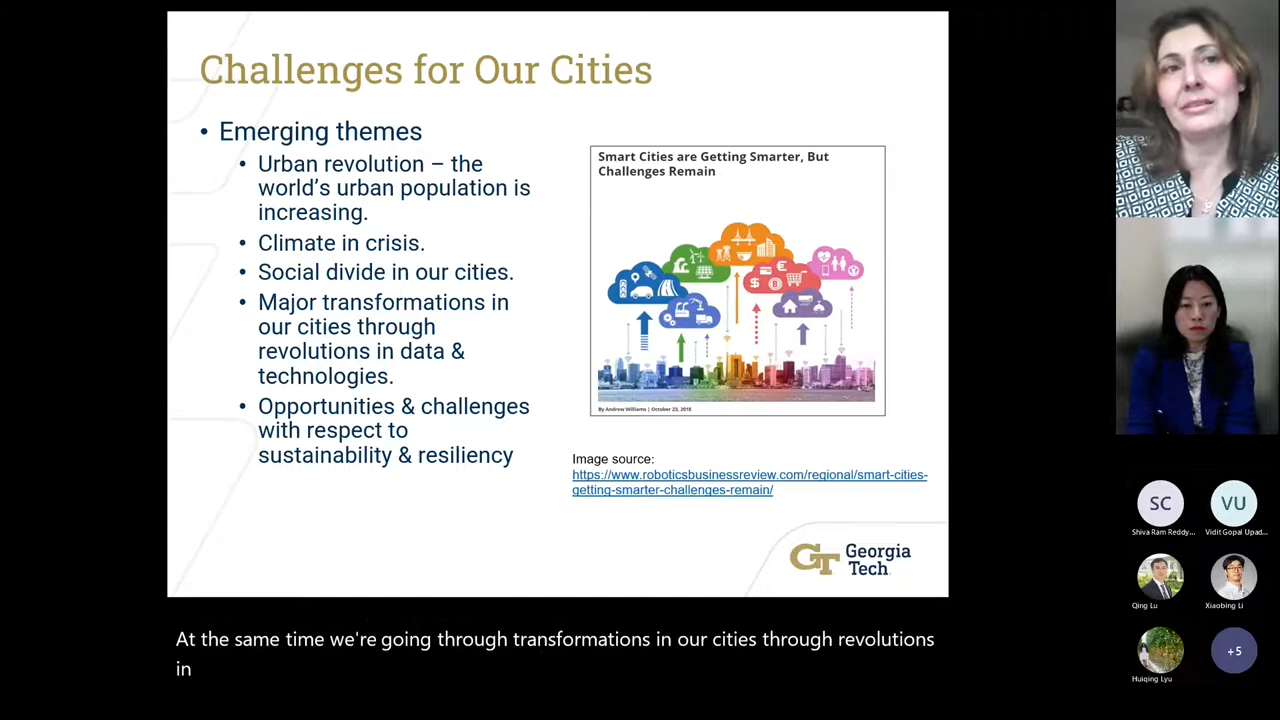 Challenges for Our Cities
• Emerging themes
• Urban revolution – the
world's urban population is
increasing.
• Climate in crisis.
• Social divide in our cities.
• Major transformations in
our cities through
revolutions in data &
technologies.
• Opportunities & challenges
with respect to
sustainability & resiliency
Smart Cities are Getting Smarter, But
Challenges Remain
By Andrew Williams | October 23, 2018
Image source:
https://www.roboticsbusinessreview.com/regional/smart-cities-
getting-smarter-challenges-remain/
GT Georgia
Tech
At the same time we're going through transformations in our cities through revolutions
in
SC
VU
Shiva Ram Reddy...
Vidit Gopal Upad...
Qing Lu
Xiaobing Li
Huiqing Lyu
+5